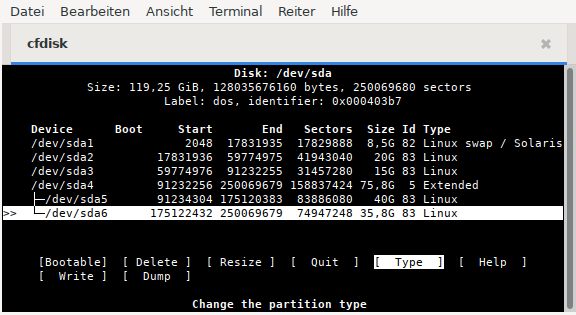 Datei Bearbeiten Ansicht Terminal Reiter Hilfe
cfdisk ×
Disk: /dev/sda
Size: 119,25 GiB, 128035676160 bytes, 250069680 sectors
Label: dos, identifier: 0x000403b7
Device Boot Start End Sectors Size Id Type
/dev/sda1 2048 17831935 17829888 8,5G 82 Linux swap / Solaris
/dev/sda2 17831936 59774975 41943040 20G 83 Linux
/dev/sda3 59774976 91232255 31457280 15G 83 Linux
/dev/sda4 91232256 250069679 158837424 75,8G 5 Extended
├─/dev/sda5 91234304 175120383 83886080 40G 83 Linux
>> └─/dev/sda6 175122432 250069679 74947248 35,8G 83 Linux
[Bootable] [ Delete ] [ Resize ] [ Quit ] [ Type ] [ Help ]
[ Write ] [ Dump ]
Change the partition type